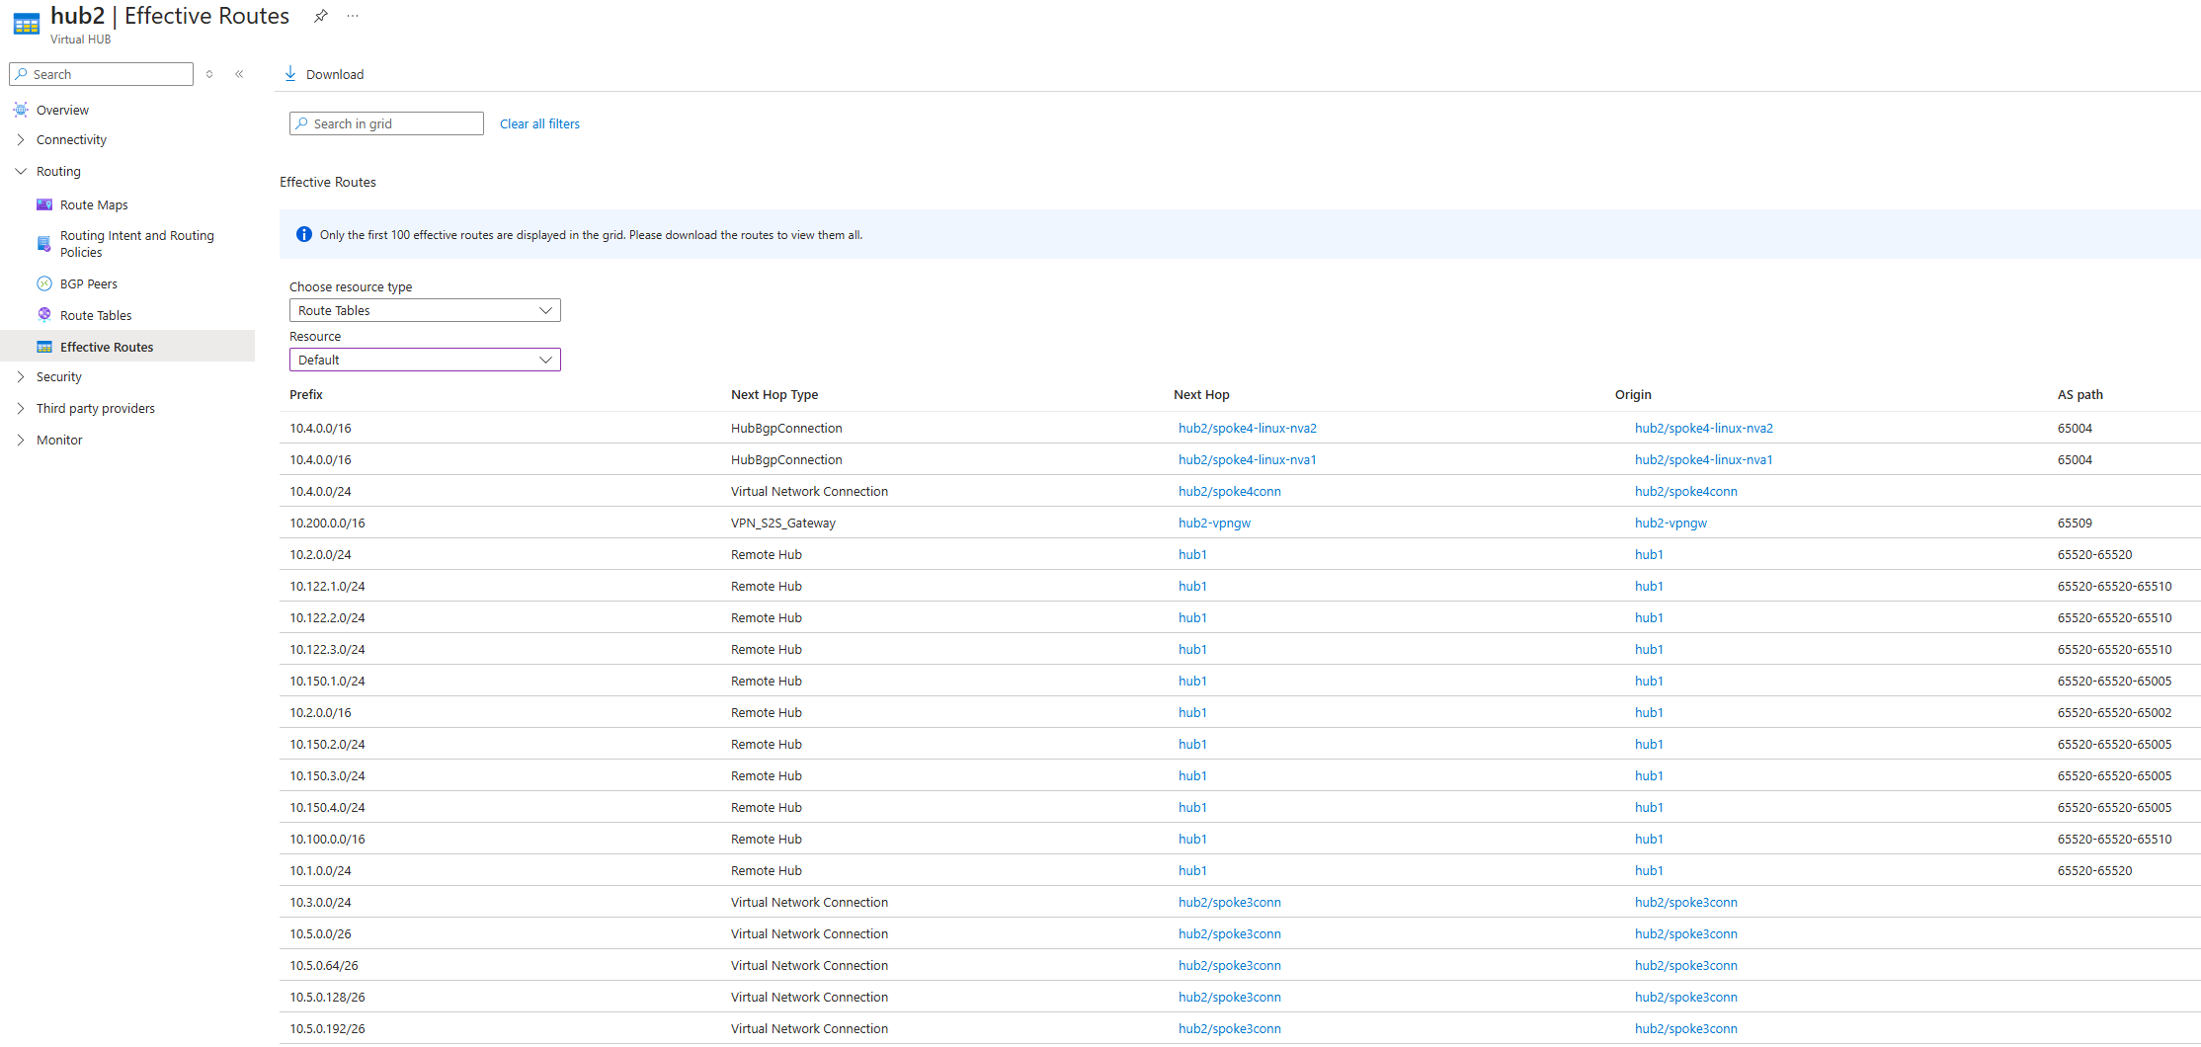 hub2 | Effective Routes ...
Virtual HUB
Search
Overview
Connectivity
Routing
Route Maps
Routing Intent and Routing
Policies
BGP Peers
Route Tables
Effective Routes
Security
Third party providers
Monitor
Download
Search in grid Clear all filters
Effective Routes
Only the first 100 effective routes are displayed in the grid. Please download the routes to view them all.
Choose resource type
Route Tables
Resource
Default
Prefix Next Hop Type Next Hop Origin AS path
10.4.0.0/16 HubBgpConnection hub2/spoke4-linux-nva2 hub2/spoke4-linux-nva2 65004
10.4.0.0/16 HubBgpConnection hub2/spoke4-linux-nva1 hub2/spoke4-linux-nva1 65004
10.4.0.0/24 Virtual Network Connection hub2/spoke4conn hub2/spoke4conn
10.200.0.0/16 VPN_S2S_Gateway hub2-vpngw hub2-vpngw 65509
10.2.0.0/24 Remote Hub hub1 hub1 65520-65520
10.122.1.0/24 Remote Hub hub1 hub1 65520-65520-65510
10.122.2.0/24 Remote Hub hub1 hub1 65520-65520-65510
10.122.3.0/24 Remote Hub hub1 hub1 65520-65520-65510
10.150.1.0/24 Remote Hub hub1 hub1 65520-65520-65005
10.2.0.0/16 Remote Hub hub1 hub1 65520-65520-65002
10.150.2.0/24 Remote Hub hub1 hub1 65520-65520-65005
10.150.3.0/24 Remote Hub hub1 hub1 65520-65520-65005
10.150.4.0/24 Remote Hub hub1 hub1 65520-65520-65005
10.100.0.0/16 Remote Hub hub1 hub1 65520-65520-65510
10.1.0.0/24 Remote Hub hub1 hub1 65520-65520
10.3.0.0/24 Virtual Network Connection hub2/spoke3conn hub2/spoke3conn
10.5.0.0/26 Virtual Network Connection hub2/spoke3conn hub2/spoke3conn
10.5.0.64/26 Virtual Network Connection hub2/spoke3conn hub2/spoke3conn
10.5.0.128/26 Virtual Network Connection hub2/spoke3conn hub2/spoke3conn
10.5.0.192/26 Virtual Network Connection hub2/spoke3conn hub2/spoke3conn